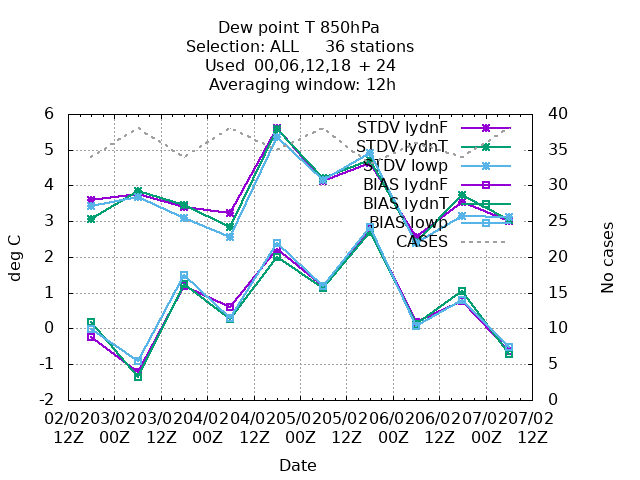 Dew point T 850hPa
Selection: ALL 36 stations
Used 00,06,12,18 + 24
Averaging window: 12h
6 40
STDV lydnF
5 35
STDV lydnT
STDV lowp
4 30
BIAS lydnF
BIAS lydnT
3 25
BIAS lowp
CASES
2 20
deg C
No cases
1 15
0 10
-1 5
-2 0
02/02 03/02 03/02 04/02 04/02 05/02 05/02 06/02 06/02 07/02 07/02
12Z 00Z 12Z 00Z 12Z 00Z 12Z 00Z 12Z 00Z 12Z
Date